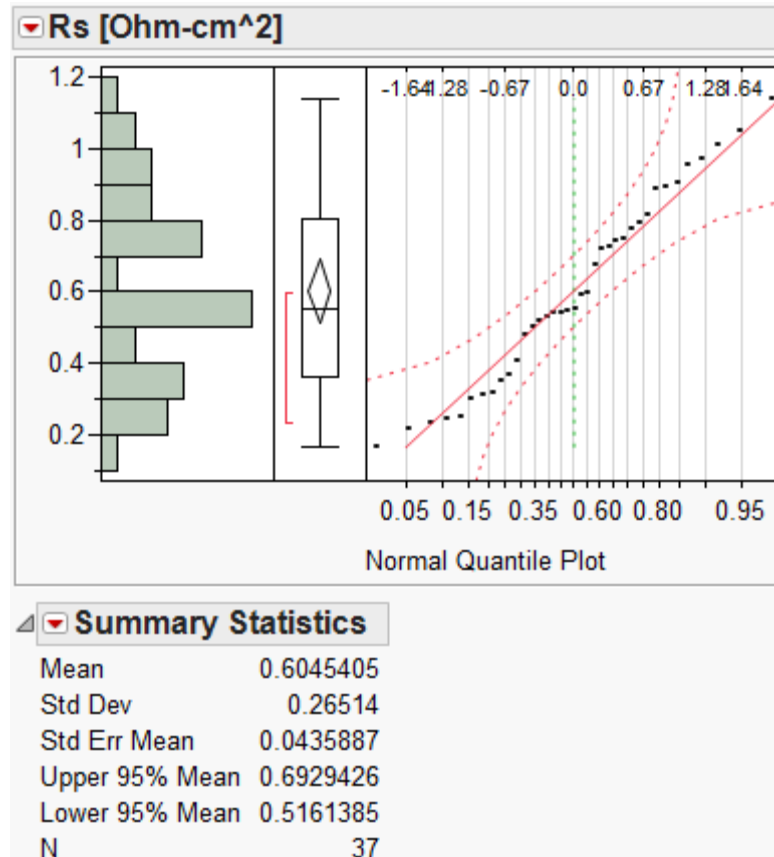 Rs [Ohm-cm^2]
1.2
1
0.8
0.6
0.4
0.2
-1.64 -1.28 -0.67 0.0 0.67 1.28 1.64
0.05 0.15 0.35 0.60 0.80 0.95
Normal Quantile Plot
Summary Statistics
Mean 0.6045405
Std Dev 0.26514
Std Err Mean 0.0435887
Upper 95% Mean 0.6929426
Lower 95% Mean 0.5161385
N 37